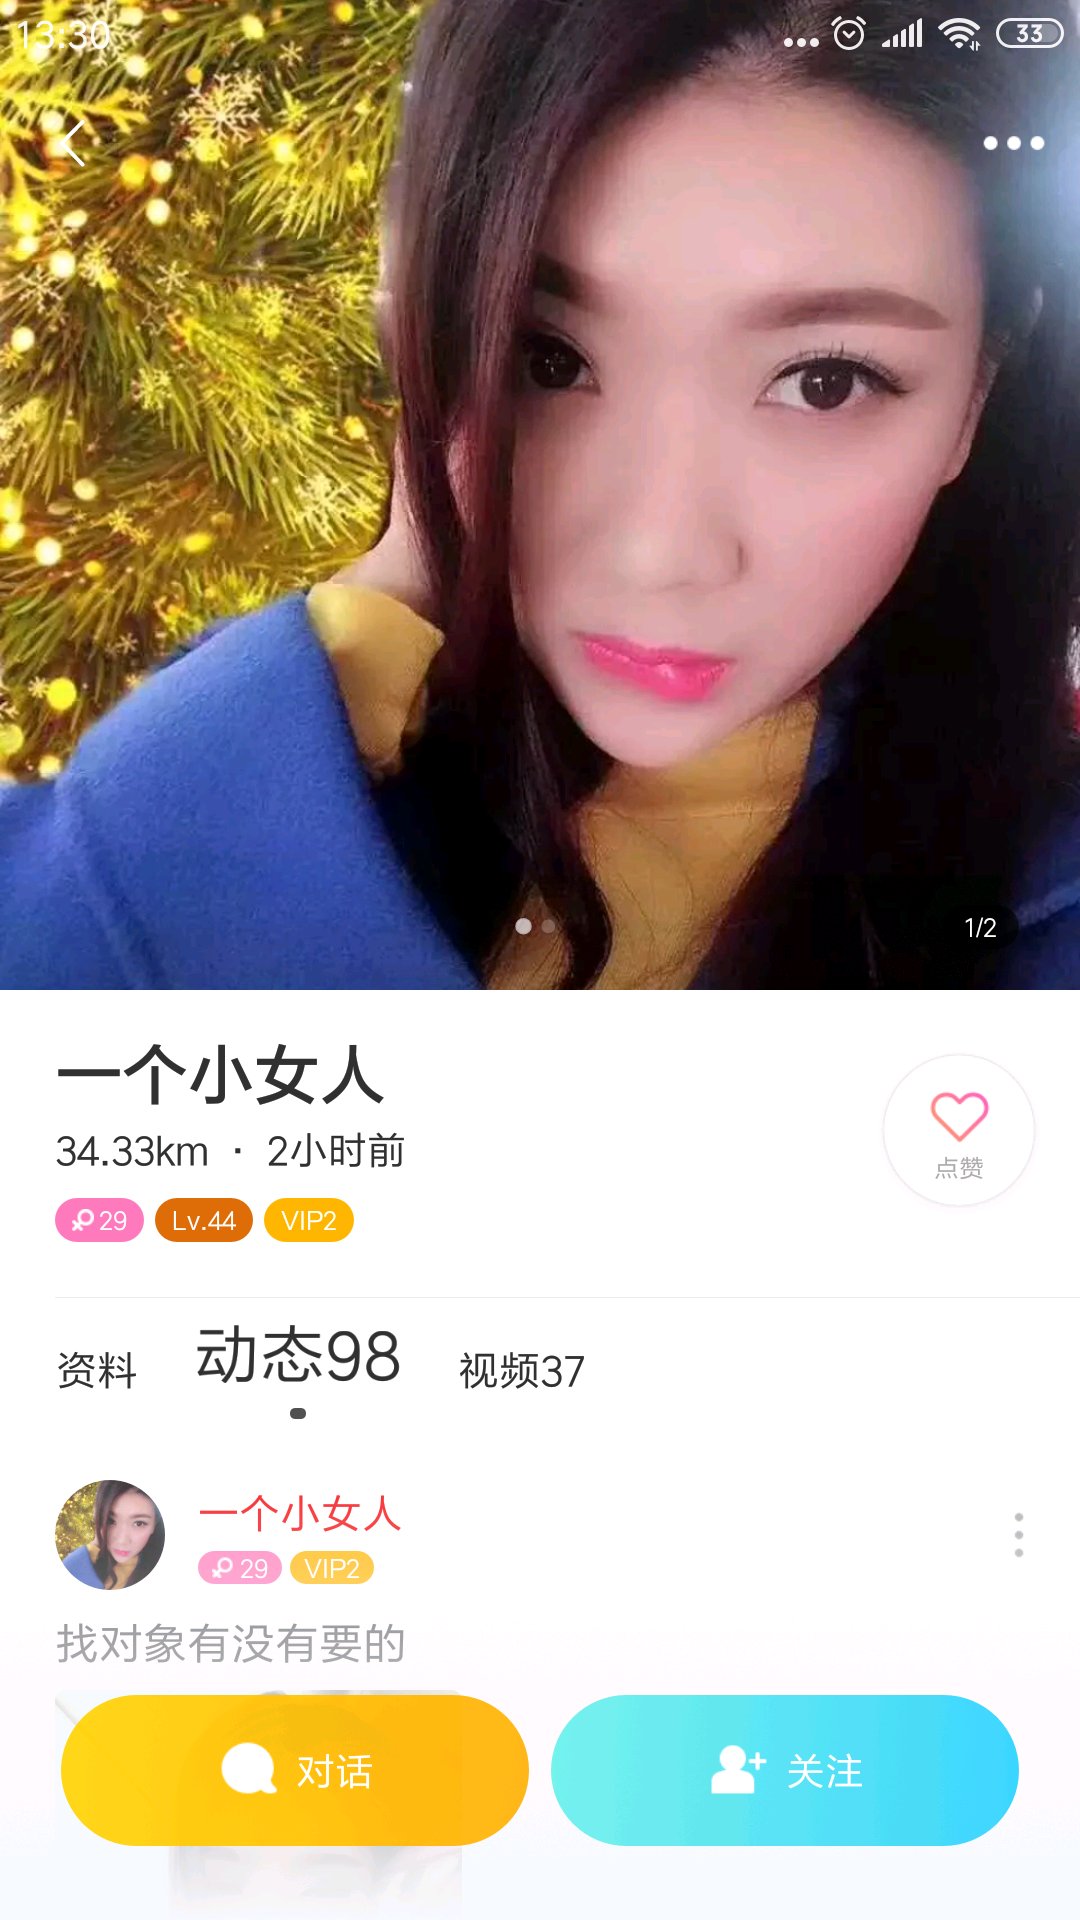 13:30
33
1/2
一个小女人
34.33km · 2小时前
点赞
29 Lv.44 VIP2
资料 动态98 视频37
一个小女人
29 VIP2
找对象有没有要的
对话 关注